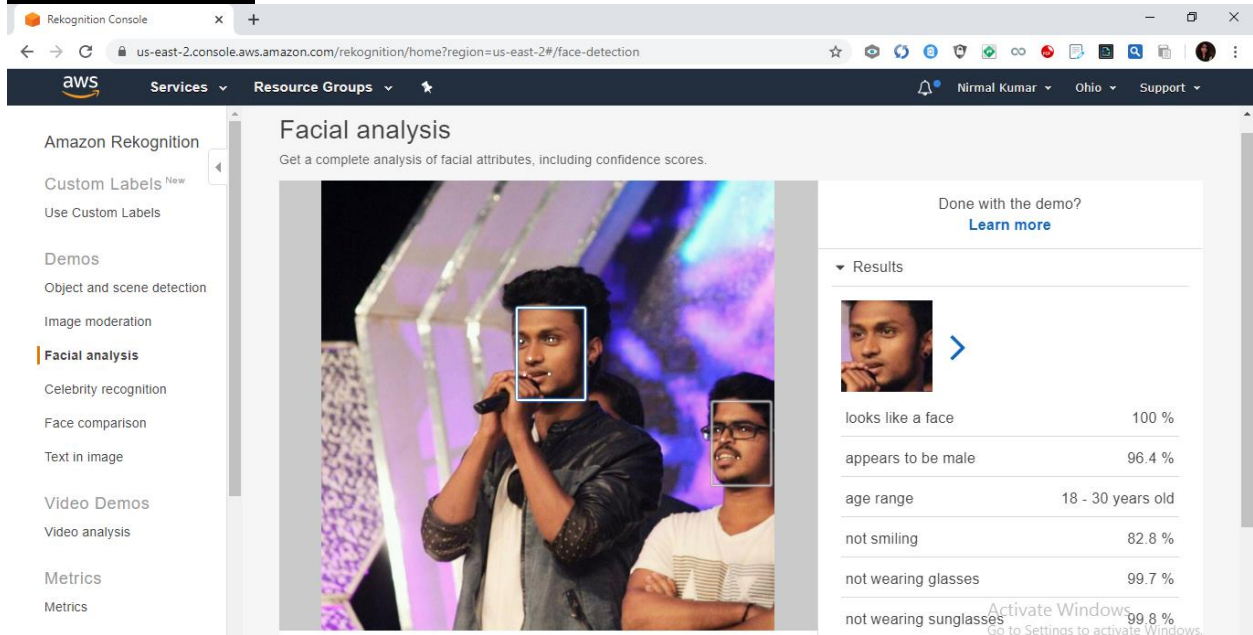 Rekognition Console
us-east-2.console.aws.amazon.com/rekognition/home?region=us-east-2#/face-detection
aws Services Resource Groups Nirmal Kumar Ohio Support
Amazon Rekognition
Custom Labels New
Use Custom Labels
Demos
Object and scene detection
Image moderation
Facial analysis
Celebrity recognition
Face comparison
Text in image
Video Demos
Video analysis
Metrics
Metrics
Facial analysis
Get a complete analysis of facial attributes, including confidence scores.
Done with the demo?
Learn more
Results
looks like a face 100 %
appears to be male 96.4 %
age range 18 - 30 years old
not smiling 82.8 %
not wearing glasses 99.7 %
not wearing sunglasses 99.8 %
Activate Windows
Go to Settings to activate Windows.